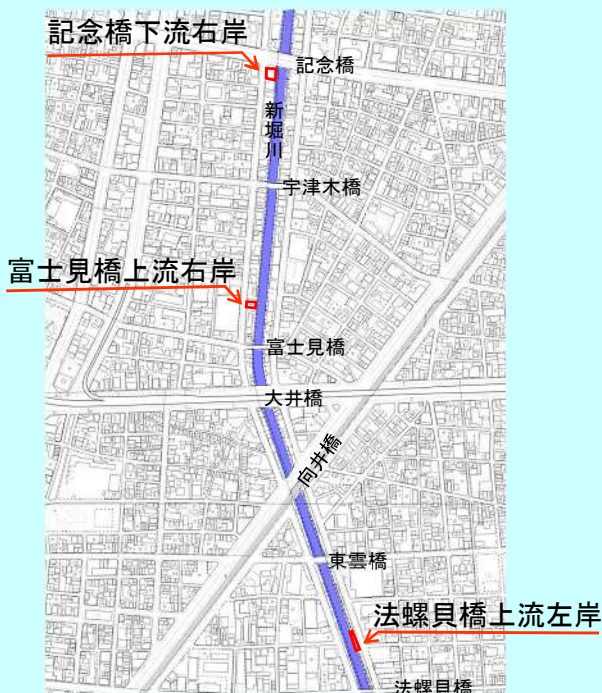 記念橋下流右岸
記念橋
新堀川
宇津木橋
富士見橋上流右岸
富士見橋
大井橋
向井橋
東雲橋
法螺貝橋上流左岸
法螺貝橋